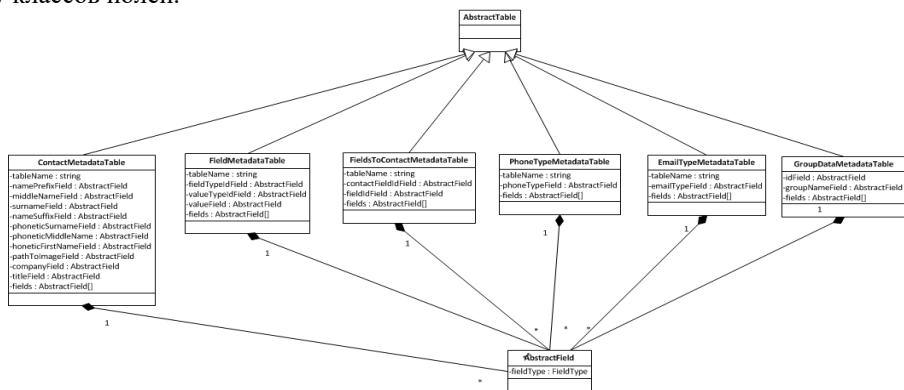 классов полей.
AbstractTable
ContactMetadataTable
-tableName : string
-namePrefixField : AbstractField
-middleNameField : AbstractField
-surnameField : AbstractField
-nameSuffixField : AbstractField
-phoneticSurnameField : AbstractField
-phoneticMiddleName : AbstractField
-honeticFirstNameField : AbstractField
-pathToImageField : AbstractField
-companyField : AbstractField
-titleField : AbstractField
-fields : AbstractField[]
FieldMetadataTable
-tableName : string
-fieldTypeIdField : AbstractField
-valueTypeIdField : AbstractField
-valueField : AbstractField
-fields : AbstractField[]
FieldsToContactMetadataTable
-tableName : string
-contactFieldIdField : AbstractField
-fieldIdField : AbstractField
-fields : AbstractField[]
PhoneTypeMetadataTable
-tableName : string
-phoneTypeField : AbstractField
-fields : AbstractField[]
EmailTypeMetadataTable
-tableName : string
-emailTypeField : AbstractField
-fields : AbstractField[]
GroupDataMetadataTable
-idField : AbstractField
-groupNameField : AbstractField
-fields : AbstractField[]
1
1
1
1
1
1
*
*
*
*
AbstractField
-fieldType : FieldType